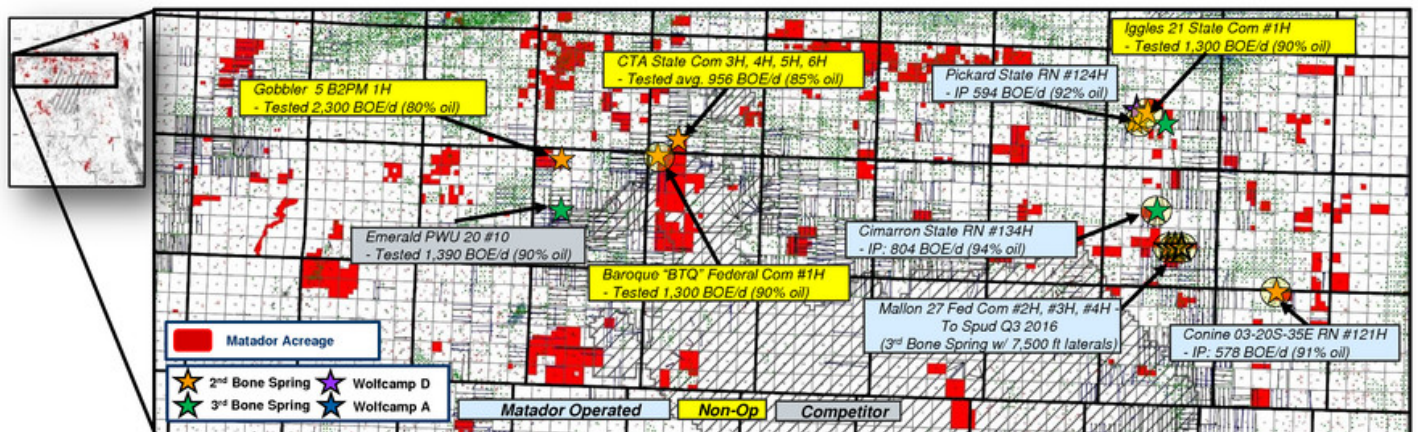 Iggles 21 State Com #1H
- Tested 1,300 BOE/d (90% oil)
CTA State Com 3H, 4H, 5H, 6H
- Tested avg. 956 BOE/d (85% oil)
Pickard State RN #124H
- IP 594 BOE/d (92% oil)
Gobbler 5 B2PM 1H
- Tested 2,300 BOE/d (80% oil)
Emerald PWU 20 #10
- Tested 1,390 BOE/d (90% oil)
Cimarron State RN #134H
- IP: 804 BOE/d (94% oil)
Baroque "BTQ" Federal Com #1H
- Tested 1,300 BOE/d (90% oil)
Mallon 27 Fed Com #2H, #3H, #4H -
To Spud Q3 2016
(3rd Bone Spring w/ 7,500 ft laterals)
Conine 03-20S-35E RN #121H
- IP: 578 BOE/d (91% oil)
Matador Acreage
2nd Bone Spring Wolfcamp D
3rd Bone Spring Wolfcamp A
Matador Operated Non-Op Competitor